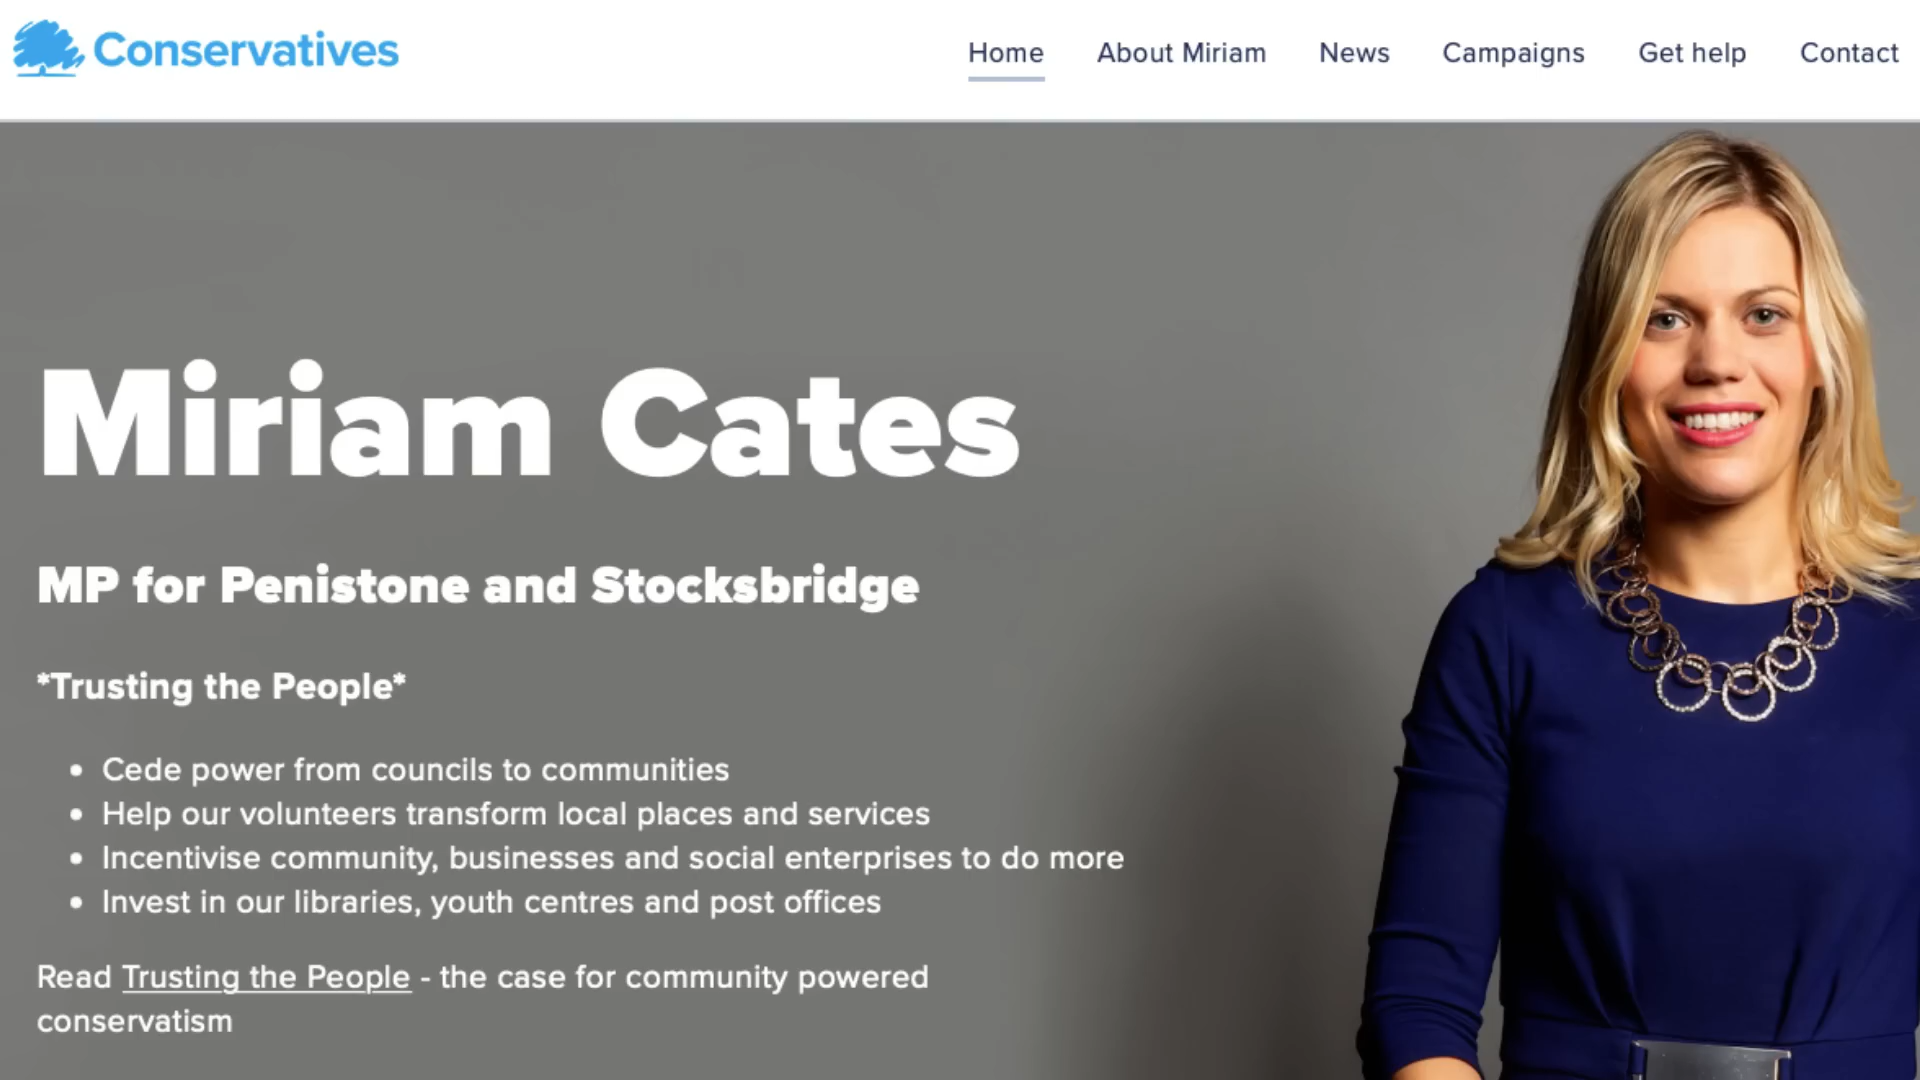 Conservatives
Home About Miriam News Campaigns Get help Contact
Miriam Cates
MP for Penistone and Stocksbridge
*Trusting the People*
• Cede power from councils to communities
• Help our volunteers transform local places and services
• Incentivise community, businesses and social enterprises to do more
• Invest in our libraries, youth centres and post offices
Read Trusting the People - the case for community powered
conservatism